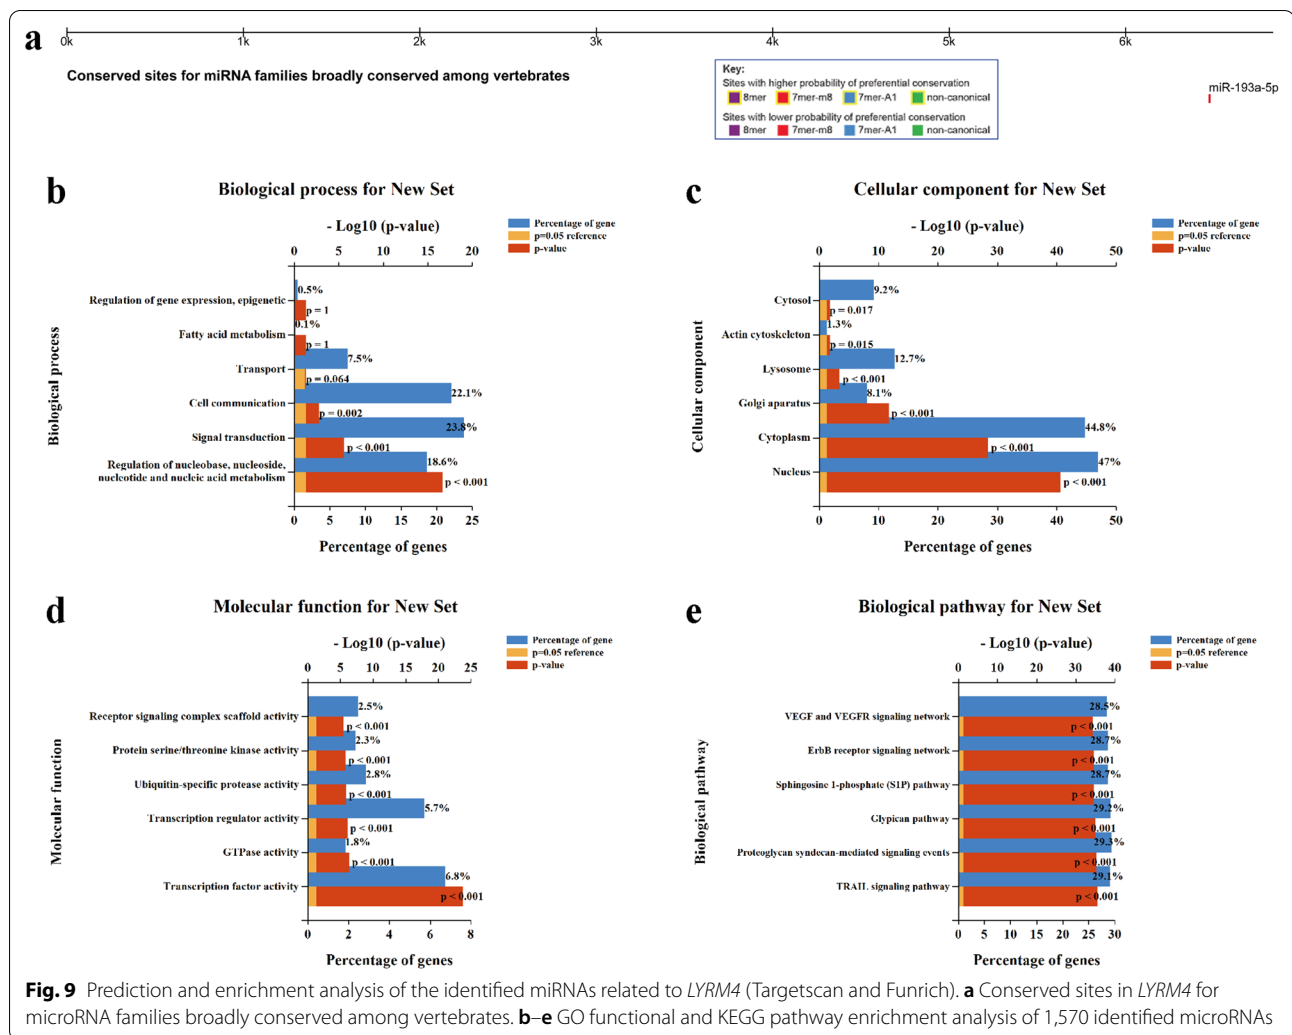 a
0k 1k 2k 3k 4k 5k 6k
Conserved sites for miRNA families broadly conserved among vertebrates
Key:
Sites with higher probability of preferential conservation
8mer 7mer-m8 7mer-A1 non-canonical
Sites with lower probability of preferential conservation
8mer 7mer-m8 7mer-A1 non-canonical
miR-193a-5p
b
Biological process for New Set
- Log10 (p-value)
Percentage of gene
p=0.05 reference
p-value
0 5 10 15 20
Biological process
Regulation of gene expression, epigenetic
0.5%
p = 1
Fatty acid metabolism
0.1%
p = 1
Transport
7.5%
p = 0.064
Cell communication
22.1%
p = 0.002
Signal transduction
23.8%
p < 0.001
Regulation of nucleobase, nucleoside,
nucleotide and nucleic acid metabolism
18.6%
p < 0.001
0 5 10 15 20 25
Percentage of genes
c
Cellular component for New Set
- Log10 (p-value)
Percentage of gene
p=0.05 reference
p-value
0 10 20 30 40 50
Cellular component
Cytosol
9.2%
p = 0.017
Actin cytoskeleton
1.3%
p = 0.015
Lysosome
12.7%
p < 0.001
Golgi apparatus
8.1%
p < 0.001
Cytoplasm
44.8%
p < 0.001
Nucleus
47%
p < 0.001
0 10 20 30 40 50
Percentage of genes
d
Molecular function for New Set
- Log10 (p-value)
Percentage of gene
p=0.05 reference
p-value
0 5 10 15 20 25
Molecular function
Receptor signaling complex scaffold activity
2.5%
p < 0.001
Protein serine/threonine kinase activity
2.3%
p < 0.001
Ubiquitin-specific protease activity
2.8%
p < 0.001
Transcription regulator activity
5.7%
p < 0.001
GTPase activity
1.8%
p < 0.001
Transcription factor activity
6.8%
p < 0.001
0 2 4 6 8
Percentage of genes
e
Biological pathway for New Set
- Log10 (p-value)
Percentage of gene
p=0.05 reference
p-value
0 10 20 30 40
Biological pathway
VEGF and VEGFR signaling network
28.5%
p < 0.001
ErbB receptor signaling network
28.7%
p < 0.001
Sphingosine 1-phosphate (S1P) pathway
28.7%
p < 0.001
Glypican pathway
29.2%
p < 0.001
Proteoglycan syndecan-mediated signaling events
29.3%
p < 0.001
TRAIL signaling pathway
29.1%
p < 0.001
0 5 10 15 20 25 30
Percentage of genes
Fig. 9 Prediction and enrichment analysis of the identified miRNAs related to LYRM4 (Targetscan and Funrich). a Conserved sites in LYRM4 for
microRNA families broadly conserved among vertebrates. b–e GO functional and KEGG pathway enrichment analysis of 1,570 identified microRNAs